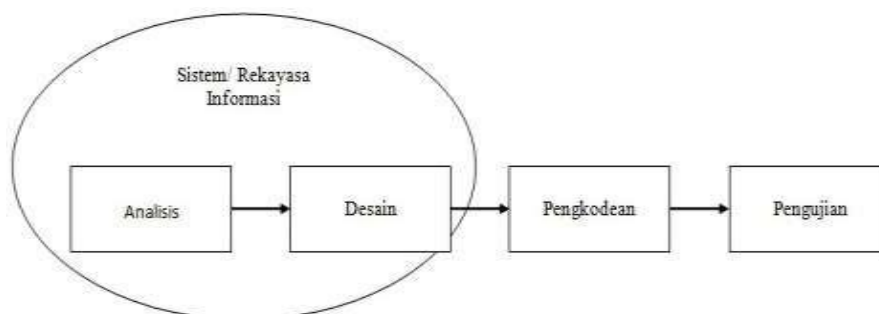 Sistem/ Rekayasa
Informasi
Analisis
Desain
Pengkodean
Pengujian